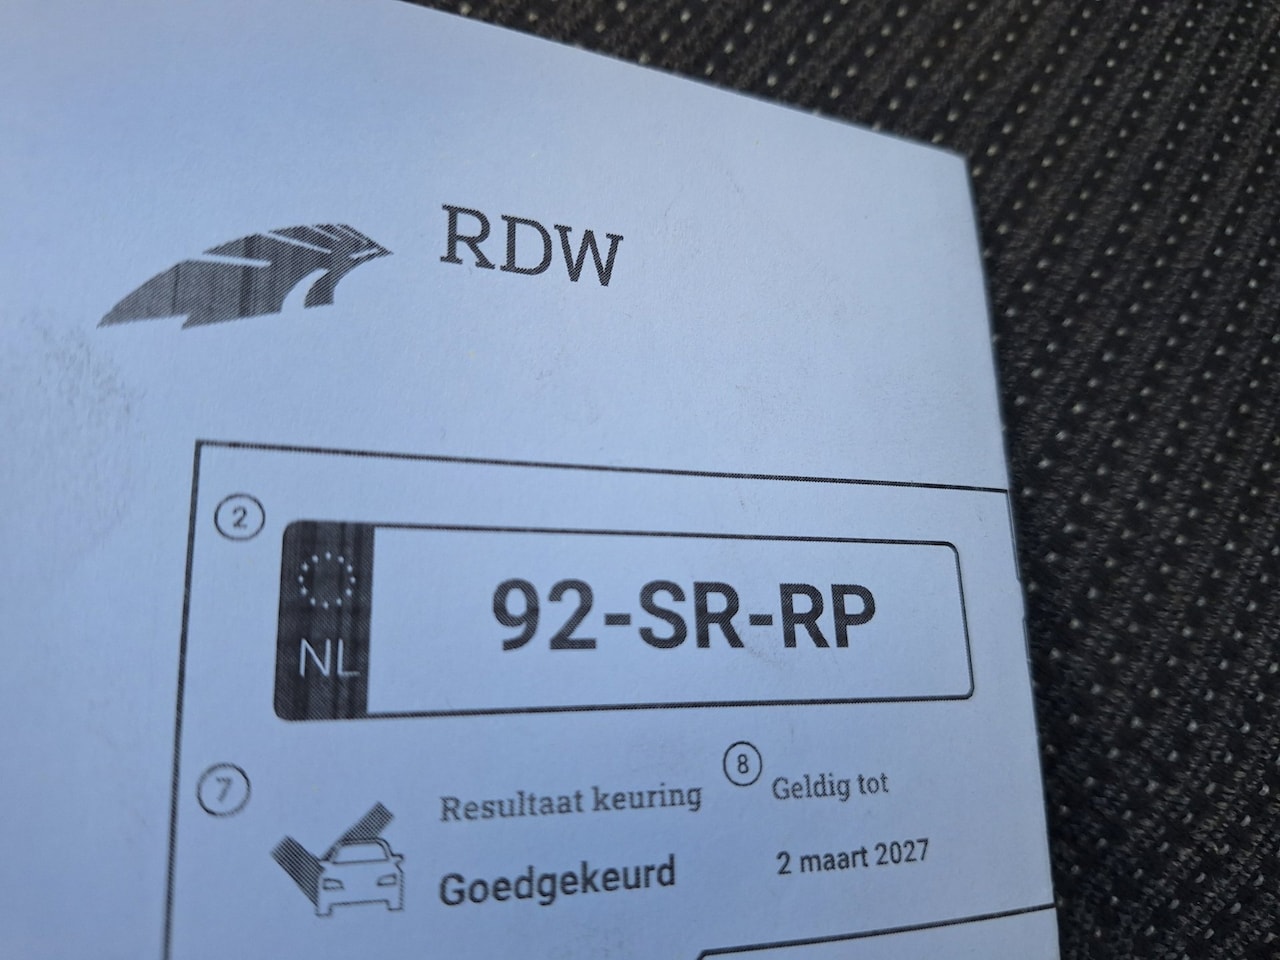 RDW
2
NL
92-SR-RP
7
Resultaat keuring
Goedgekeurd
8
Geldig tot
2 maart 2027